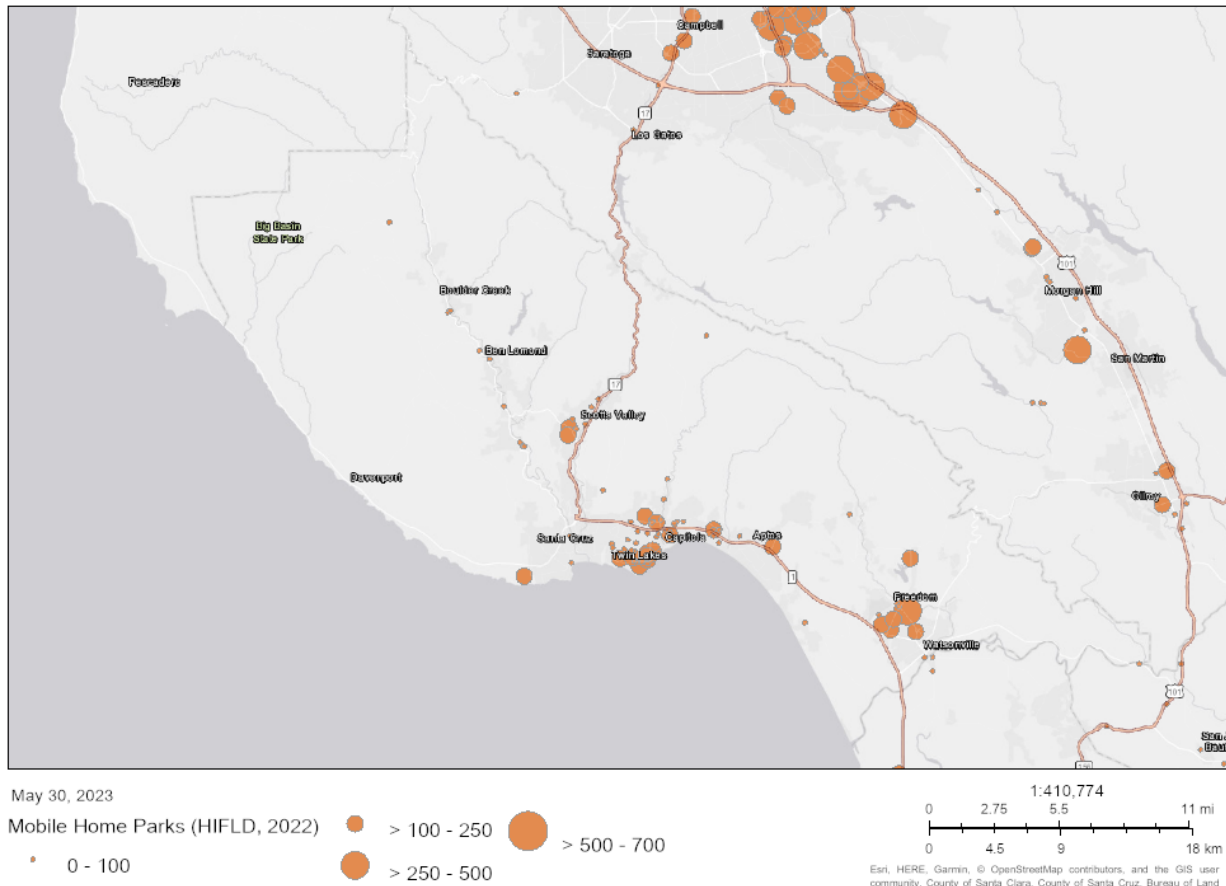 Campbell
Saratoga
Pescadero
17
Los Gatos
Big Basin
State Park
101
Boulder Creek
Morgan Hill
Ben Lomond
San Martin
17
Scotts Valley
Davenport
Gilroy
Santa Cruz
Capitola
Aptos
Twin Lakes
1
Freedom
Watsonville
101
San J
Baut
156
May 30, 2023
Mobile Home Parks (HIFLD, 2022)
0 - 100
> 100 - 250
> 250 - 500
> 500 - 700
1:410,774
0 2.75 5.5 11 mi
0 4.5 9 18 km
Esri, HERE, Garmin, © OpenStreetMap contributors, and the GIS user
community, County of Santa Clara, County of Santa Cruz, Bureau of Land